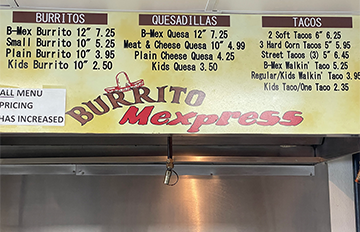 BURRITOS
B-Mex Burrito 12" 7.25
Small Burrito 10" 5.25
Plain Burrito 10" 3.95
Kids Burrito 10" 2.50
QUESADILLAS
B-Mex Quesa 12" 7.25
Meat & Cheese Quesa 10" 4.99
Plain Cheese Quesa 4.25
Kids Quesa 3.50
TACOS
2 Soft Tacos 6" 6.25
3 Hard Corn Tacos 5" 5.95
Street Tacos (3) 5" 6.45
B-Mex Walkin' Taco 5.25
Regular/Kids Walkin' Taco 3.95
Kids Taco/One Taco 2.35
ALL MENU
PRICING
HAS INCREASED
BURRITO
Mexpress